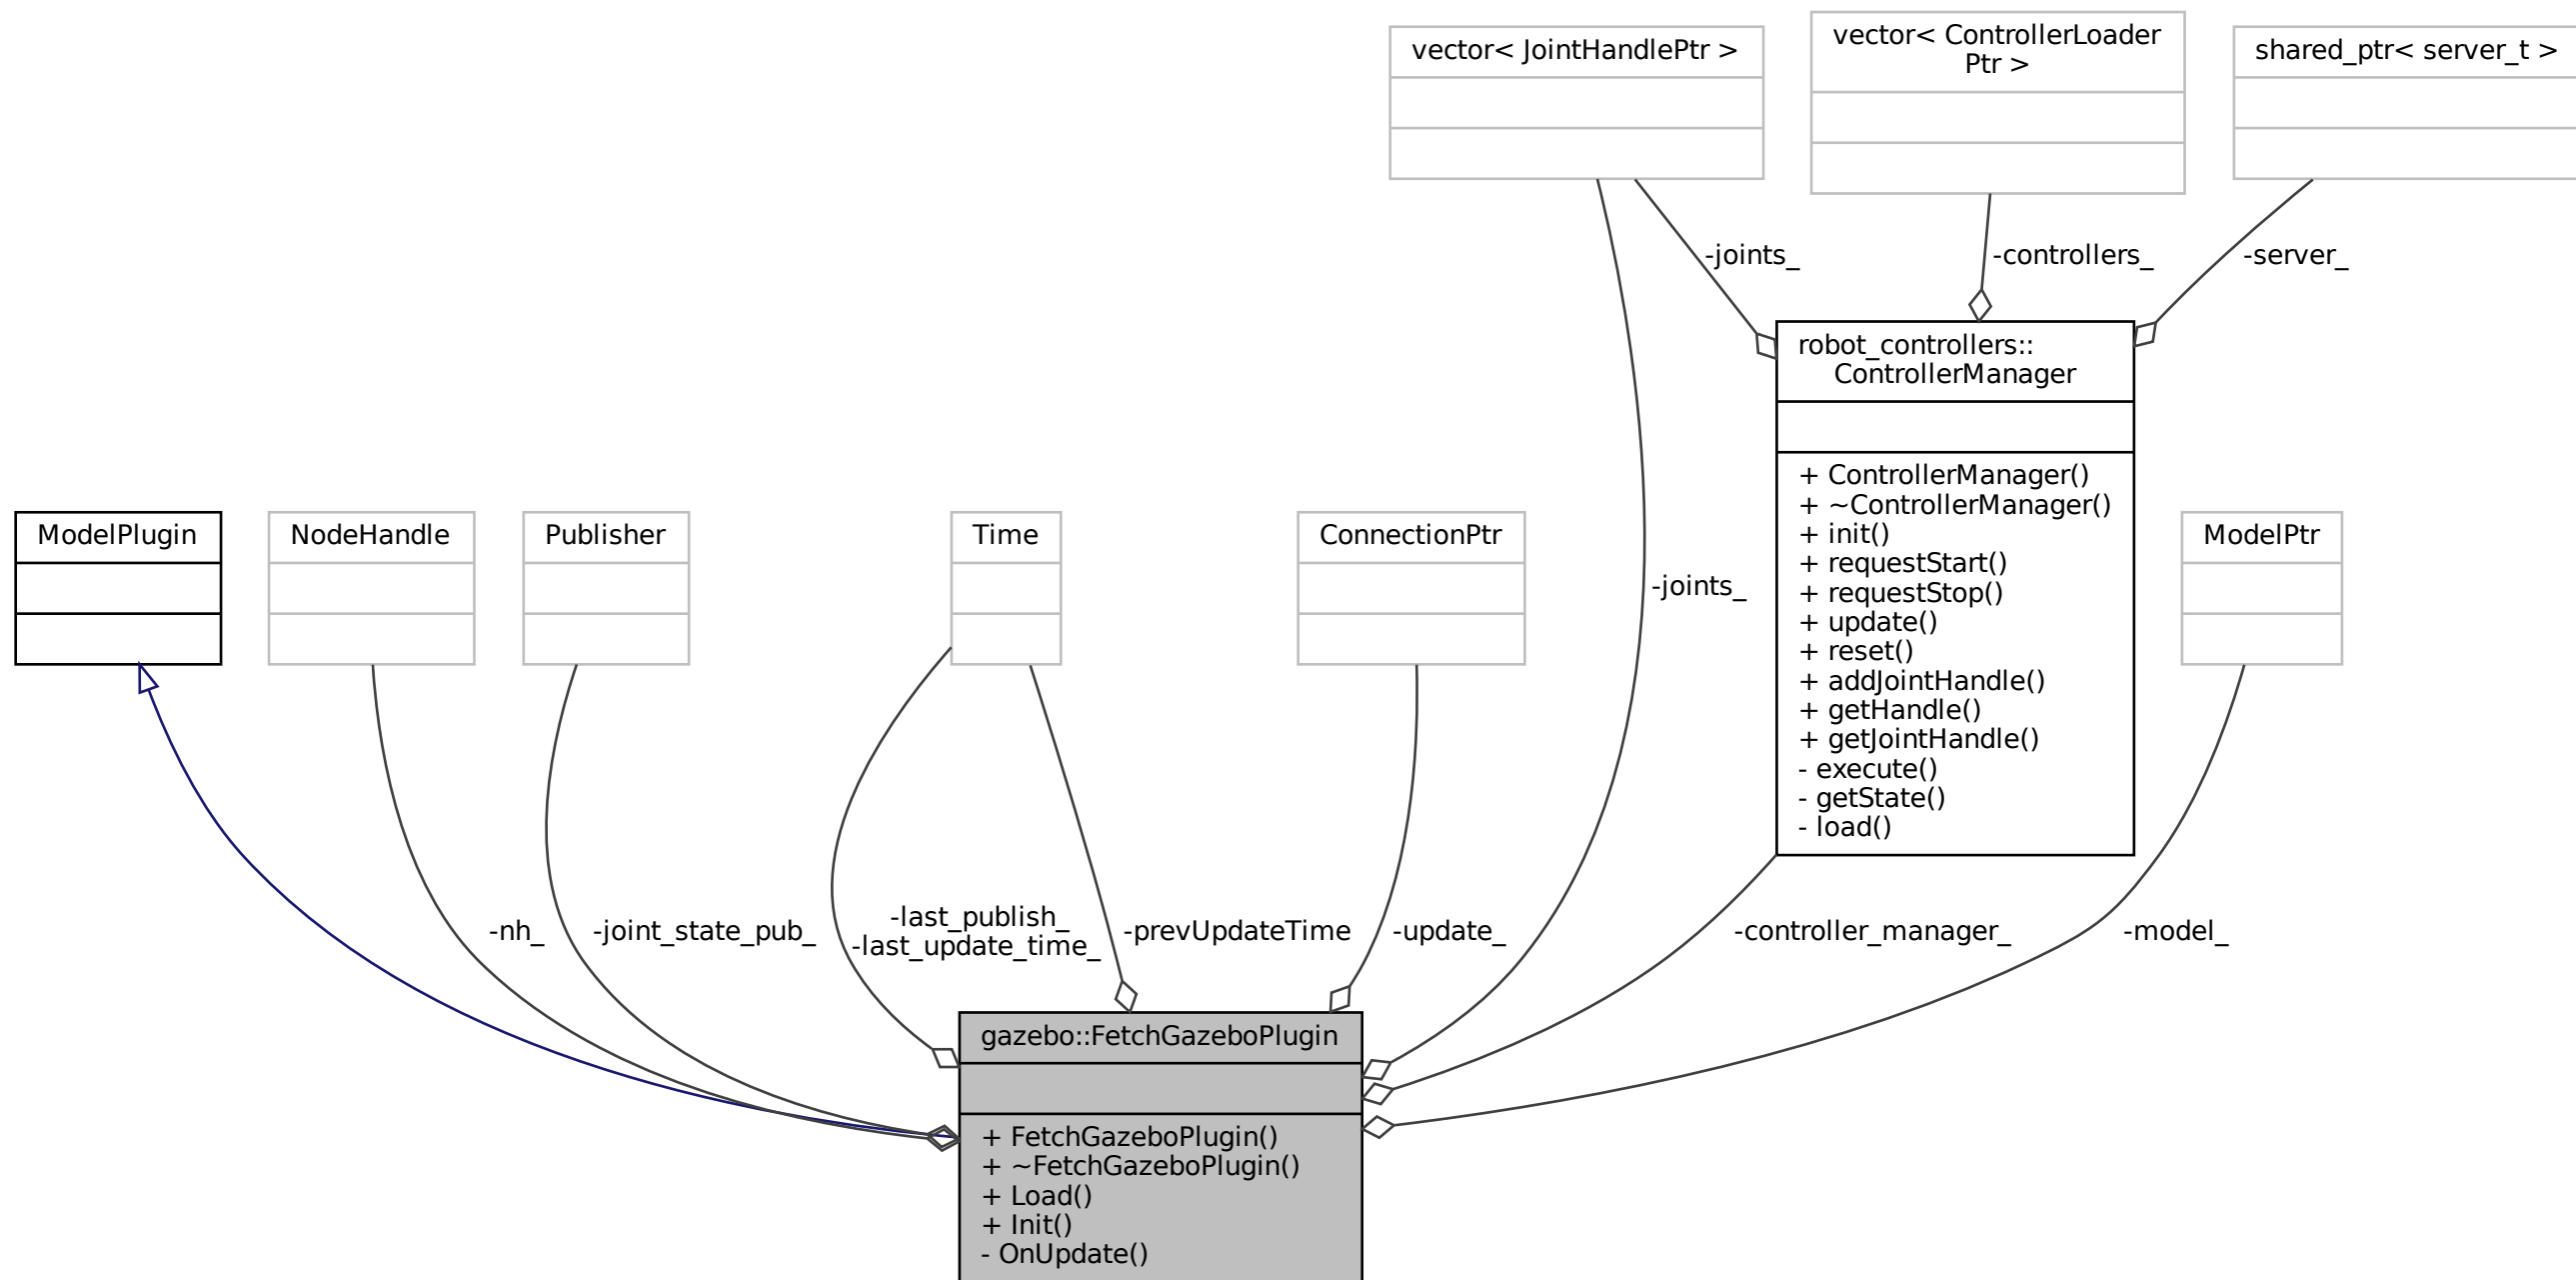 vector< JointHandlePtr >
vector< ControllerLoader
Ptr >
shared_ptr< server_t >
-joints_
-controllers_
-server_
robot_controllers::
ControllerManager
+ ControllerManager()
+ ~ControllerManager()
+ init()
+ requestStart()
+ requestStop()
+ update()
+ reset()
+ addJointHandle()
+ getHandle()
+ getJointHandle()
- execute()
- getState()
- load()
ModelPlugin
NodeHandle
Publisher
Time
ConnectionPtr
-joints_
ModelPtr
-nh_
-joint_state_pub_
-last_publish_
-last_update_time_
-prevUpdateTime
-update_
-controller_manager_
-model_
gazebo::FetchGazeboPlugin
+ FetchGazeboPlugin()
+ ~FetchGazeboPlugin()
+ Load()
+ Init()
- OnUpdate()